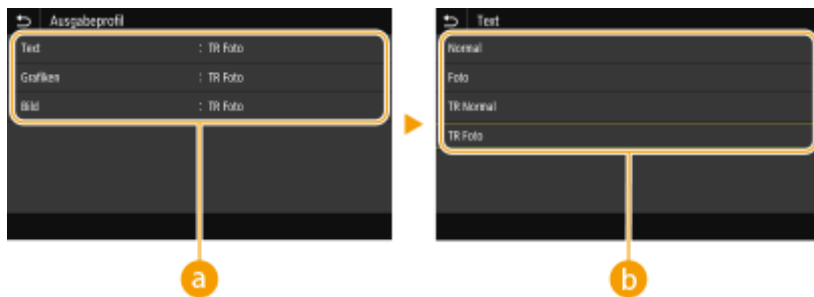 Ausgabeprofil
Text : TR Foto
Grafiken : TR Foto
Bild : TR Foto
a
Text
Normal
Foto
TR Normal
TR Foto
b